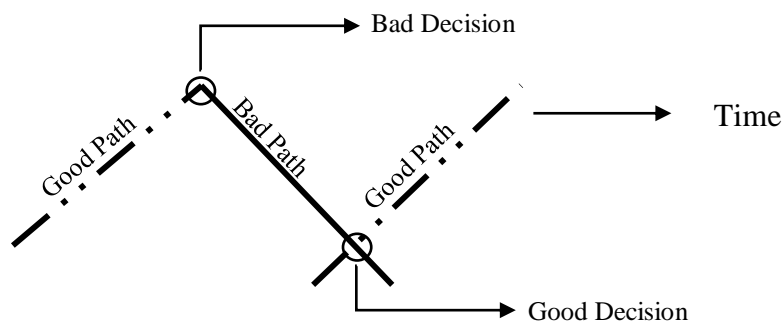 Bad Decision
Good Path
Bad Path
Good Path
Time
Good Decision